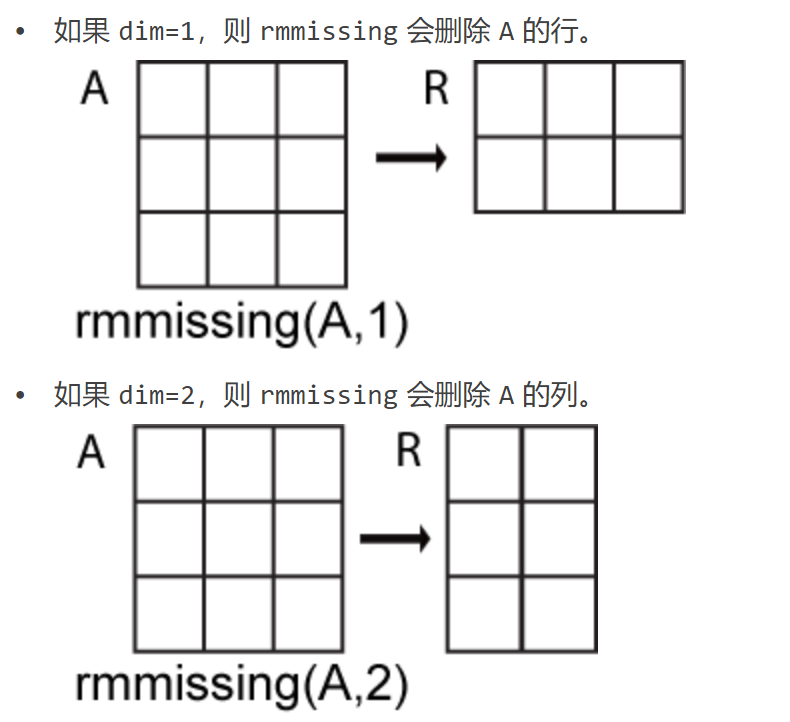 • 如果 dim=1，则 rmmissing 会删除 A 的行。
A R
rmmissing(A,1)
• 如果 dim=2，则 rmmissing 会删除 A 的列。
A R
rmmissing(A,2)